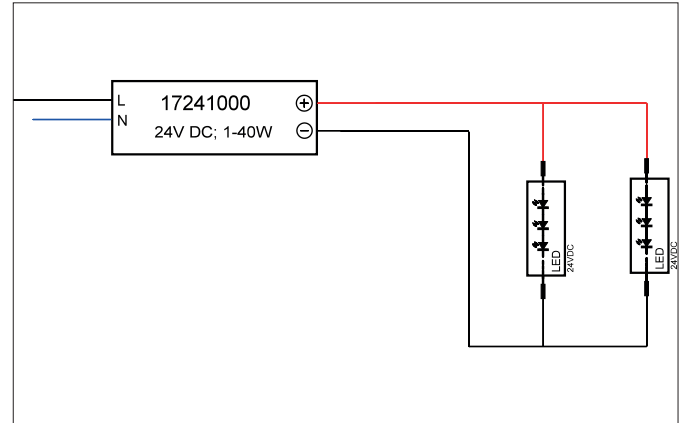 L
17241000
+
N
24V DC; 1-40W
−
LED
24VDC
LED
24VDC